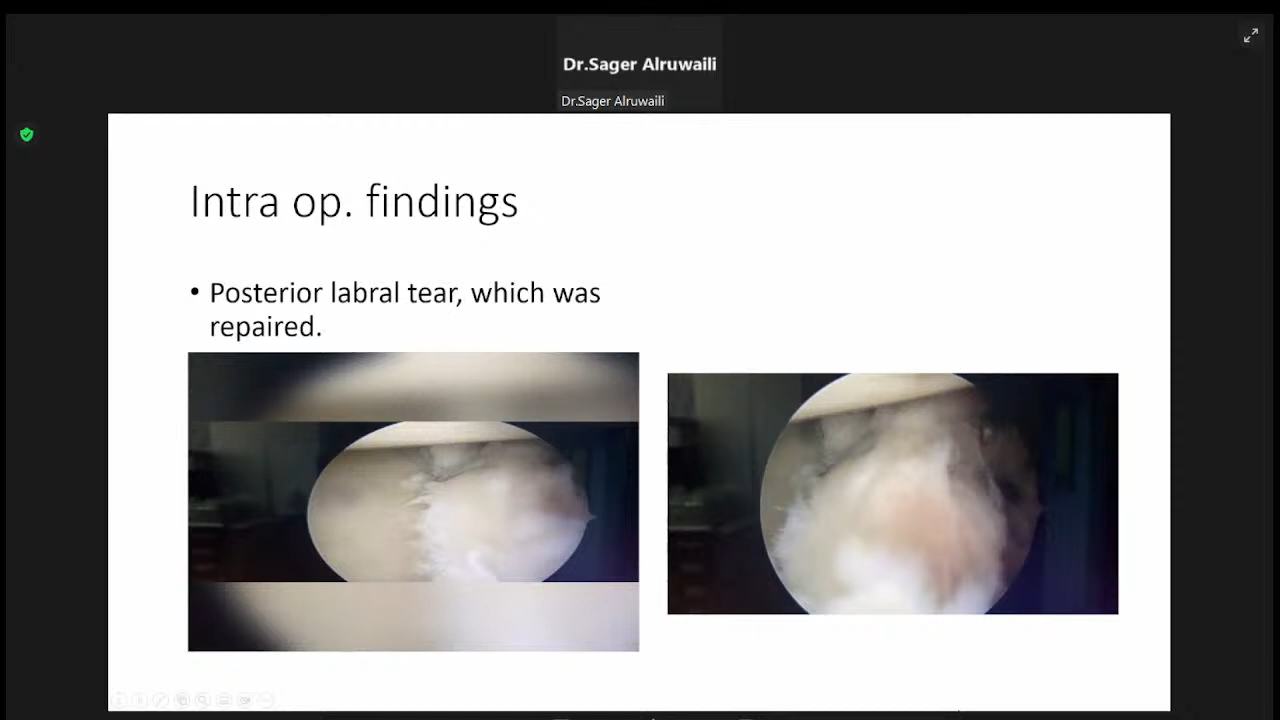 Dr.Sager Alruwaili
Dr.Sager Alruwaili
Intra op. findings
• Posterior labral tear, which was
repaired.